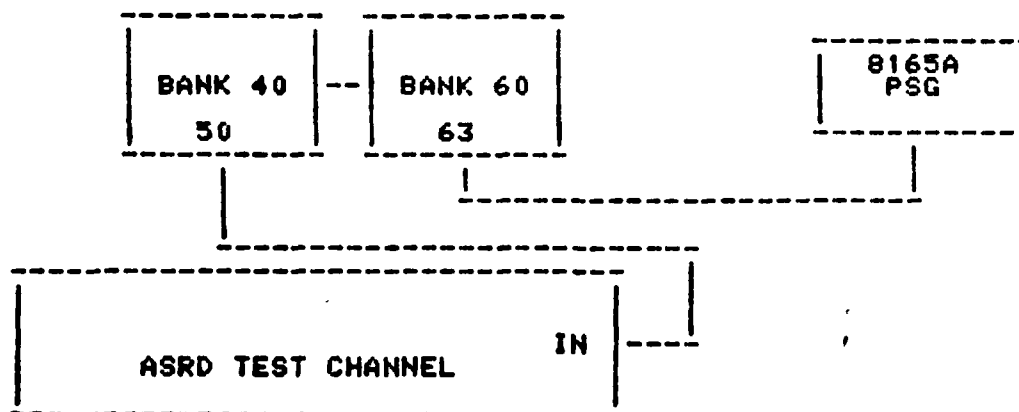 BANK 40
50
BANK 60
63
8165A
PSG
IN
ASRD TEST CHANNEL